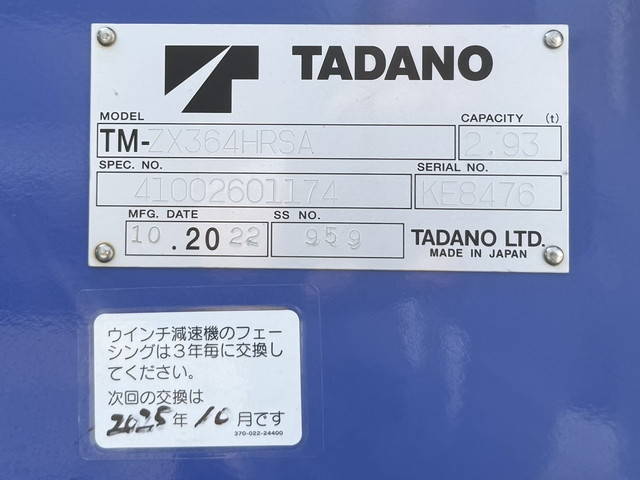 TADANO
MODEL
CAPACITY (t)
TM-ZX364HRSA 2.93
SPEC. NO.
SERIAL NO.
41002601174 KE8476
MFG. DATE
SS NO.
10.2022 959
TADANO LTD.
MADE IN JAPAN
ウインチ減速機のフェー
シングは3年毎に交換し
てください。
次回の交換は
2025年10月です
370-022-24400